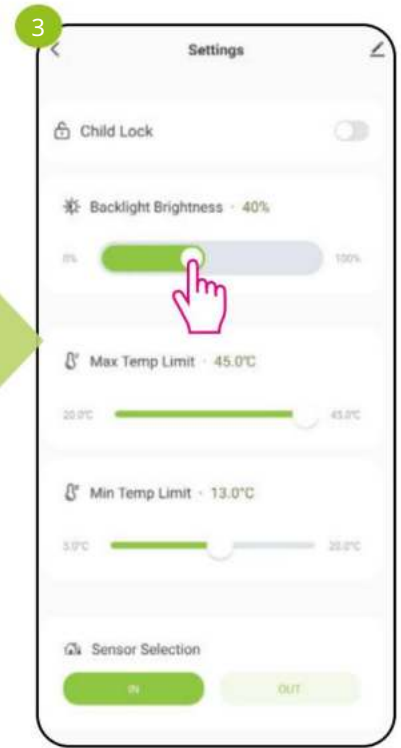 3
Settings
Child Lock
Backlight Brightness · 40%
0% 100%
Max Temp Limit · 45.0°C
20.0°C 45.0°C
Min Temp Limit · 13.0°C
5.0°C 20.0°C
Sensor Selection
IN OUT